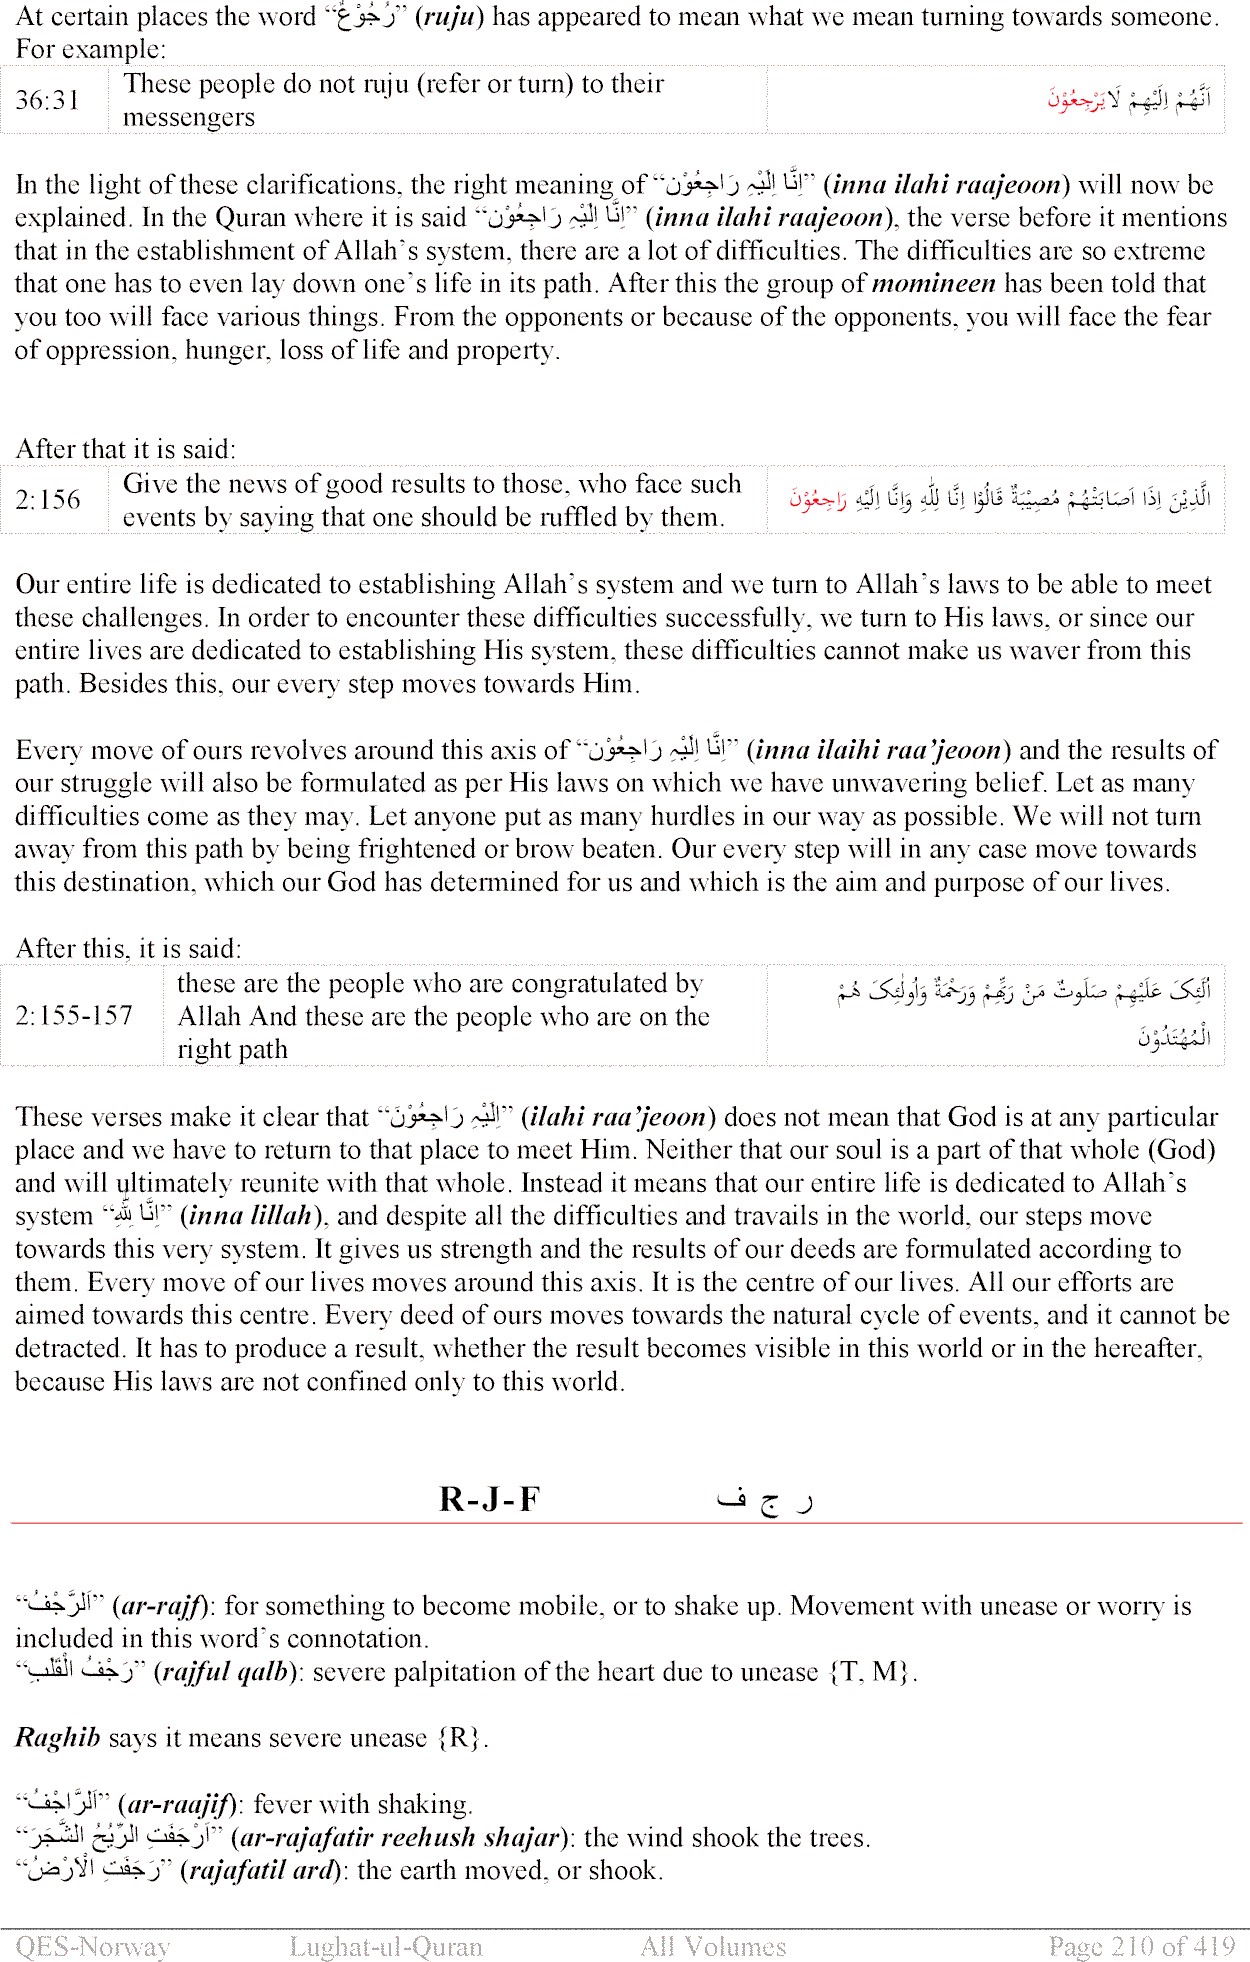 At certain places the word “رُجُوْعٌ” (ruju) has appeared to mean what we mean turning towards someone.
For example:
36:31 These people do not ruju (refer or turn) to their اَنَّهُمْ اِلَيْهِمْ لَا يَرْجِعُوْنَ
messengers
In the light of these clarifications, the right meaning of “اِنَّا اِلَيْہِ رَاجِعُوْن” (inna ilahi raajeoon) will now be
explained. In the Quran where it is said “اِنَّا اِلَيْہِ رَاجِعُوْن” (inna ilahi raajeoon), the verse before it mentions
that in the establishment of Allah’s system, there are a lot of difficulties. The difficulties are so extreme
that one has to even lay down one’s life in its path. After this the group of momineen has been told that
you too will face various things. From the opponents or because of the opponents, you will face the fear
of oppression, hunger, loss of life and property.
After that it is said:
2:156 Give the news of good results to those, who face such الَّذِيْنَ اِذَا اَصَابَتْهُمْ مُصِيْبَةٌ قَالُوْا اِنَّا لِلّٰهِ وَاِنَّا اِلَيْهِ رَاجِعُوْنَ
events by saying that one should be ruffled by them.
Our entire life is dedicated to establishing Allah’s system and we turn to Allah’s laws to be able to meet
these challenges. In order to encounter these difficulties successfully, we turn to His laws, or since our
entire lives are dedicated to establishing His system, these difficulties cannot make us waver from this
path. Besides this, our every step moves towards Him.
Every move of ours revolves around this axis of “اِنَّا اِلَيْہِ رَاجِعُوْن” (inna ilaihi raa’jeoon) and the results of
our struggle will also be formulated as per His laws on which we have unwavering belief. Let as many
difficulties come as they may. Let anyone put as many hurdles in our way as possible. We will not turn
away from this path by being frightened or brow beaten. Our every step will in any case move towards
this destination, which our God has determined for us and which is the aim and purpose of our lives.
After this, it is said:
2:155-157 these are the people who are congratulated by اُلٰئِکَ عَلَيْهِمْ صَلَوٰتٌ مَنْ رَبِّهِمْ وَرَحْمَةٌ وَاُولٰئِکَ هُمْ
Allah And these are the people who are on the الْمُهْتَدُوْنَ
right path
These verses make it clear that “اِلَيْہِ رَاجِعُوْنَ” (ilahi raa’jeoon) does not mean that God is at any particular
place and we have to return to that place to meet Him. Neither that our soul is a part of that whole (God)
and will ultimately reunite with that whole. Instead it means that our entire life is dedicated to Allah’s
system “اِنَّا لِلّٰہِ” (inna lillah), and despite all the difficulties and travails in the world, our steps move
towards this very system. It gives us strength and the results of our deeds are formulated according to
them. Every move of our lives moves around this axis. It is the centre of our lives. All our efforts are
aimed towards this centre. Every deed of ours moves towards the natural cycle of events, and it cannot be
detracted. It has to produce a result, whether the result becomes visible in this world or in the hereafter,
because His laws are not confined only to this world.
R-J-F ر ج ف
“اَلرَّجْفُ” (ar-rajf): for something to become mobile, or to shake up. Movement with unease or worry is
included in this word’s connotation.
“رَجْفُ الْقَلْبِ” (rajful qalb): severe palpitation of the heart due to unease {T, M}.
Raghib says it means severe unease {R}.
“اَلرَّاجْفُ” (ar-raajif): fever with shaking.
“اَرْجَفَتِ الرِّيْحُ الشَّجَرَ” (ar-rajafatir reehush shajar): the wind shook the trees.
“رَجَفَتِ الْاَرْضُ” (rajafatil ard): the earth moved, or shook.
QES-Norway Lughat-ul-Quran All Volumes Page 210 of 419